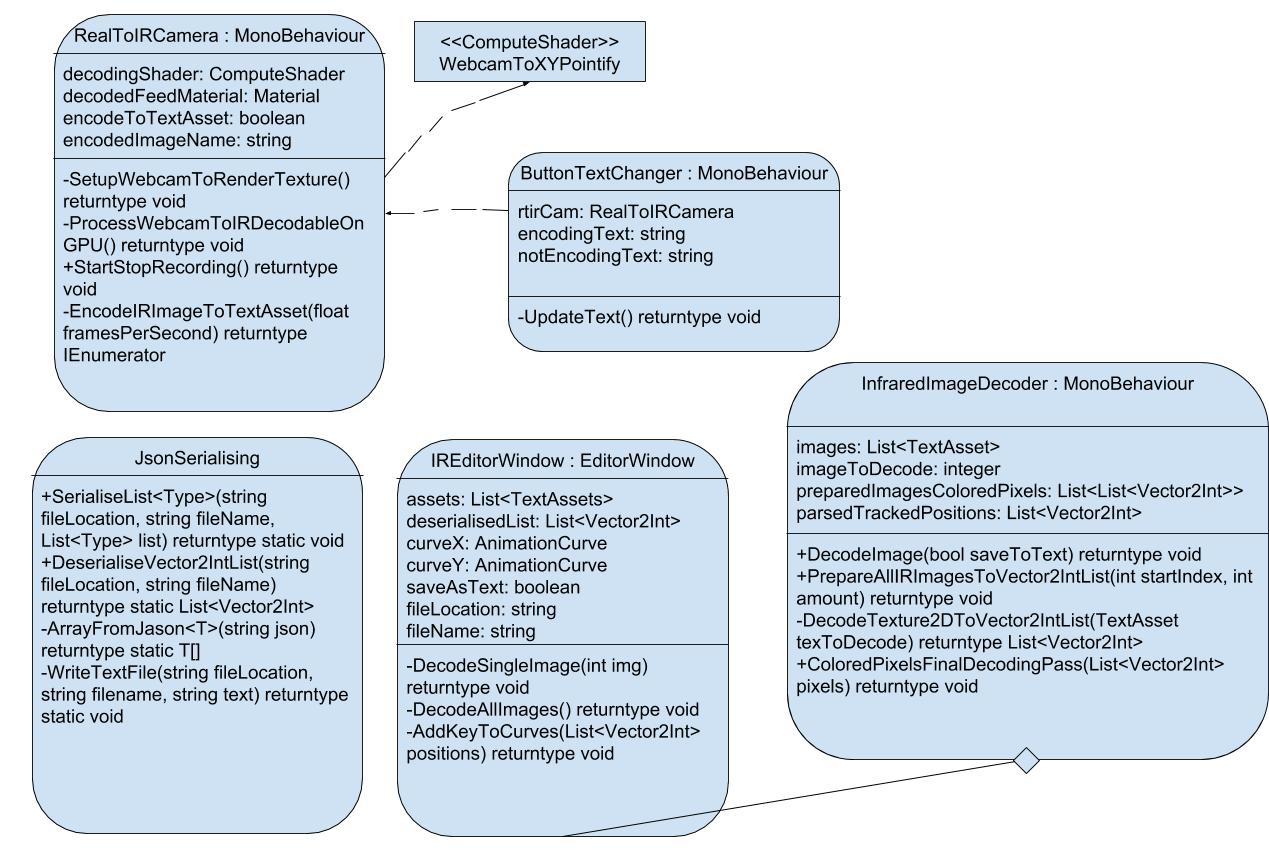 RealToIRCamera : MonoBehaviour
decodingShader: ComputeShader
decodedFeedMaterial: Material
encodeToTextAsset: boolean
encodedImageName: string
-SetupWebcamToRenderTexture()
returntype void
-ProcessWebcamToIRDecodableOn
GPU() returntype void
+StartStopRecording() returntype
void
-EncodeIRImageToTextAsset(float
framesPerSecond) returntype
IEnumerator
<<ComputeShader>>
WebcamToXYPointify
ButtonTextChanger : MonoBehaviour
rtirCam: RealToIRCamera
encodingText: string
notEncodingText: string
-UpdateText() returntype void
JsonSerialising
+SerialiseList<Type>(string
fileLocation, string fileName,
List<Type> list) returntype static void
+DeserialiseVector2IntList(string
fileLocation, string fileName)
returntype static List<Vector2Int>
-ArrayFromJason<T>(string json)
returntype static T[]
-WriteTextFile(string fileLocation,
string filename, string text) returntype
static void
IREditorWindow : EditorWindow
assets: List<TextAssets>
deserialisedList: List<Vector2Int>
curveX: AnimationCurve
curveY: AnimationCurve
saveAsText: boolean
fileLocation: string
fileName: string
-DecodeSingleImage(int img)
returntype void
-DecodeAllImages() returntype void
-AddKeyToCurves(List<Vector2Int>
positions) returntype void
InfraredImageDecoder : MonoBehaviour
images: List<TextAsset>
imageToDecode: integer
preparedImagesColoredPixels: List<List<Vector2Int>>
parsedTrackedPositions: List<Vector2Int>
+DecodeImage(bool saveToText) returntype void
+PrepareAllIRImagesToVector2IntList(int startIndex, int
amount) returntype void
-DecodeTexture2DToVector2IntList(TextAsset
texToDecode) returntype List<Vector2Int>
+ColoredPixelsFinalDecodingPass(List<Vector2Int>
pixels) returntype void